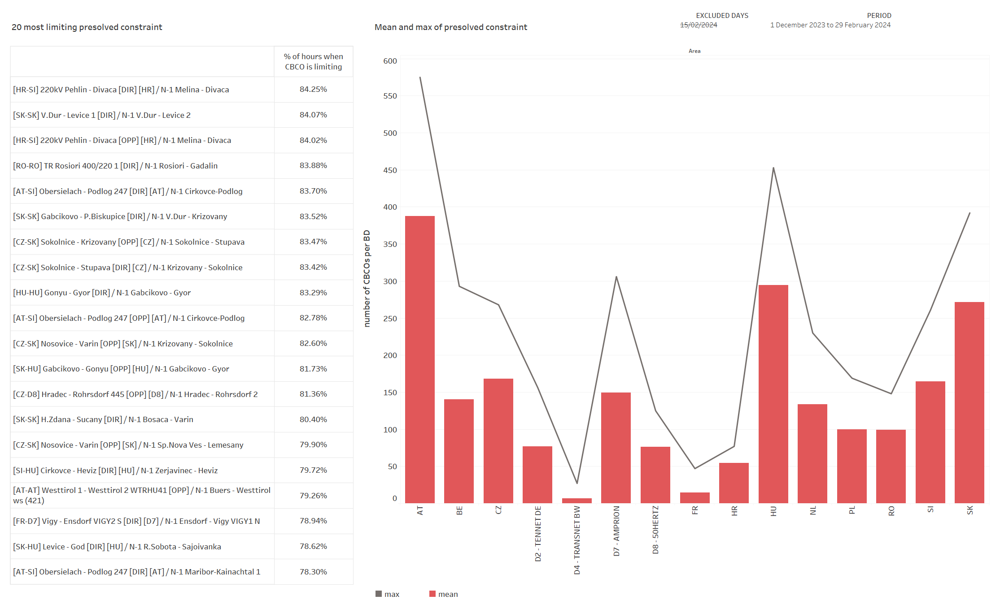 EXCLUDED DAYS
PERIOD
20 most limiting presolved constraint
Mean and max of presolved constraint
15/02/2024
1 December 2023 to 29 February 2024
% of hours when
CBCO is limiting
[HR-SI] 220kV Pehlin - Divaca [DIR] [HR] / N-1 Melina - Divaca
84.25%
[SK-SK] V.Dur - Levice 1 [DIR] / N-1 V.Dur - Levice 2
84.07%
[HR-SI] 220kV Pehlin - Divaca [OPP] [HR] / N-1 Melina - Divaca
84.02%
[RO-RO] TR Rosiori 400/220 1 [DIR] / N-1 Rosiori - Gadalin
83.88%
[AT-SI] Obersielach - Podlog 247 [DIR] [AT] / N-1 Cirkovce-Podlog
83.70%
[SK-SK] Gabcikovo - P.Biskupice [DIR] / N-1 V.Dur - Krizovany
83.52%
[CZ-SK] Sokolnice - Krizovany [OPP] [CZ] / N-1 Sokolnice - Stupava
83.47%
[CZ-SK] Sokolnice - Stupava [DIR] [CZ] / N-1 Krizovany - Sokolnice
83.42%
[HU-HU] Gonyu - Gyor [DIR] / N-1 Gabcikovo - Gyor
83.29%
[AT-SI] Obersielach - Podlog 247 [OPP] [AT] / N-1 Cirkovce-Podlog
82.78%
[CZ-SK] Nosovice - Varin [OPP] [SK] / N-1 Krizovany - Sokolnice
82.60%
[SK-HU] Gabcikovo - Gonyu [OPP] [HU] / N-1 Gabcikovo - Gyor
81.73%
[CZ-D8] Hradec - Rohrsdorf 445 [OPP] [D8] / N-1 Hradec - Rohrsdorf 2
81.36%
[SK-SK] H.Zdana - Sucany [DIR] / N-1 Bosaca - Varin
80.40%
[CZ-SK] Nosovice - Varin [OPP] [SK] / N-1 Sp.Nova Ves - Lemesany
79.90%
[SI-HU] Cirkovce - Heviz [DIR] [HU] / N-1 Zerjavinec - Heviz
79.72%
[AT-AT] Westtirol 1 - Westtirol 2 WTRHU41 [OPP] / N-1 Buers - Westtirol
ws (421)
79.26%
[FR-D7] Vigy - Ensdorf VIGY2 S [DIR] [D7] / N-1 Ensdorf - Vigy VIGY1 N
78.94%
[SK-HU] Levice - God [DIR] [HU] / N-1 R.Sobota - Sajoivanka
78.62%
[AT-SI] Obersielach - Podlog 247 [DIR] [AT] / N-1 Maribor-Kainachtal 1
78.30%
Area
number of CBCOs per BD
600
550
500
450
400
350
300
250
200
150
100
50
0
AT
BE
CZ
D2 - TENNET DE
D4 - TRANSNET BW
D7 - AMPRION
D8 - 50HERTZ
FR
HR
HU
NL
PL
RO
SI
SK
max
mean